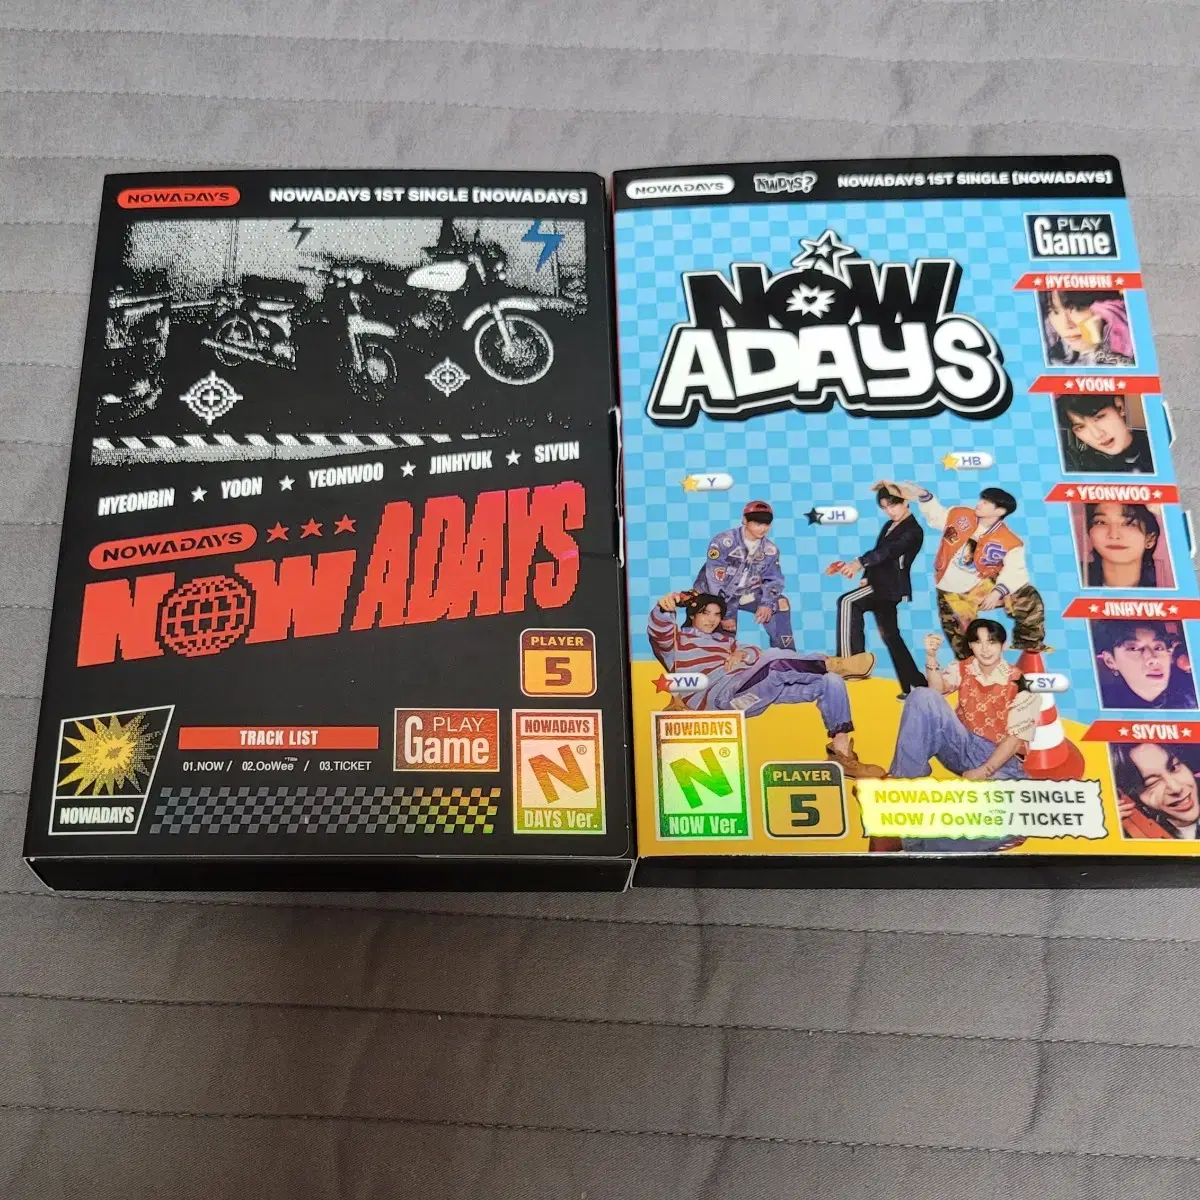 NOWADAYS
NOWADAYS 1ST SINGLE [NOWADAYS]
HYEONBIN ★ YOON ★ YEONWOO ★ JINHYUK ★ SIYUN
NOWADAYS ★★★
NOWADAYS
PLAYER
5
NOWADAYS
TRACK LIST
01.NOW / 02.OoWee *Title / 03.TICKET
PLAY
Game
NOWADAYS
N®
DAYS Ver.
NOWADAYS
NWDYS?
NOWADAYS 1ST SINGLE [NOWADAYS]
PLAY
Game
NOW
ADAYS
★ HYEONBIN ★
★ YOON ★
★ YEONWOO ★
★ JINHYUK ★
★ SIYUN ★
Y
JH
HB
YW
SY
NOWADAYS
N®
NOW Ver.
PLAYER
5
NOWADAYS 1ST SINGLE
NOW / OoWee / TICKET